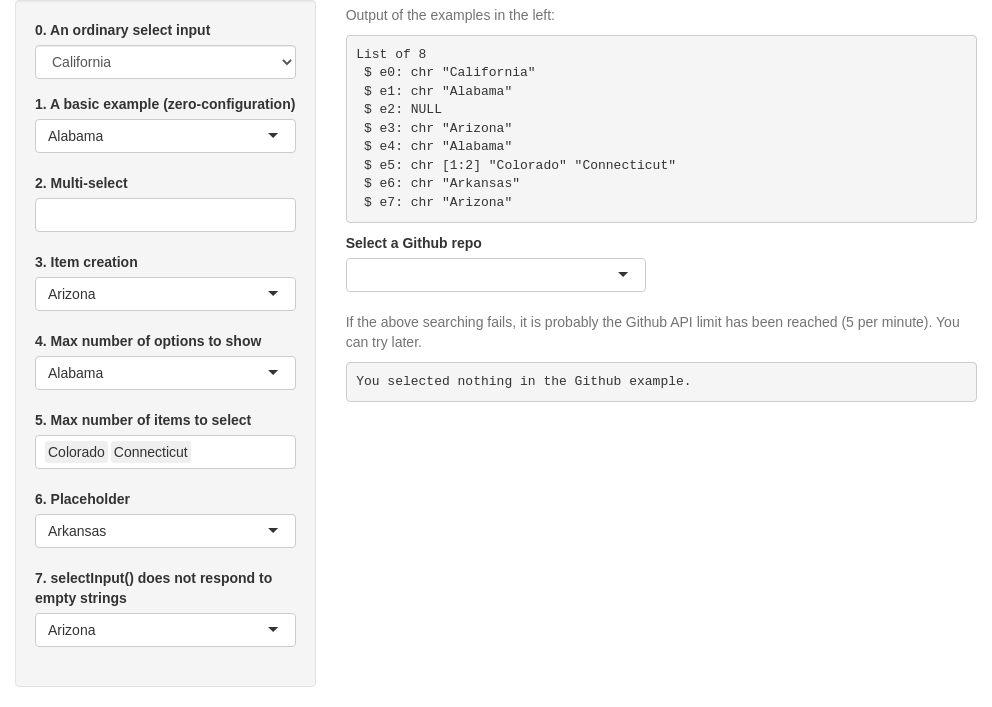 0. An ordinary select input
California
1. A basic example (zero-configuration)
Alabama
2. Multi-select
3. Item creation
Arizona
4. Max number of options to show
Alabama
5. Max number of items to select
Colorado Connecticut
6. Placeholder
Arkansas
7. selectInput() does not respond to
empty strings
Arizona
Output of the examples in the left:
List of 8
 $ e0: chr "California"
 $ e1: chr "Alabama"
 $ e2: NULL
 $ e3: chr "Arizona"
 $ e4: chr "Alabama"
 $ e5: chr [1:2] "Colorado" "Connecticut"
 $ e6: chr "Arkansas"
 $ e7: chr "Arizona"
Select a Github repo
If the above searching fails, it is probably the Github API limit has been reached (5 per minute). You
can try later.
You selected nothing in the Github example.